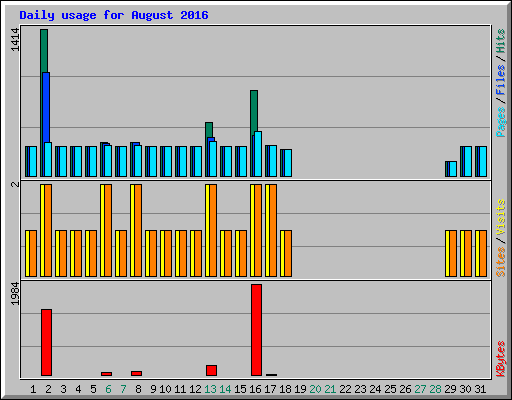 Daily usage for August 2016
1414
Pages / Files / Hits
2
Sites / Visits
1984
KBytes
1 2 3 4 5 6 7 8 9 10 11 12 13 14 15 16 17 18 19 20 21 22 23 24 25 26 27 28 29 30 31